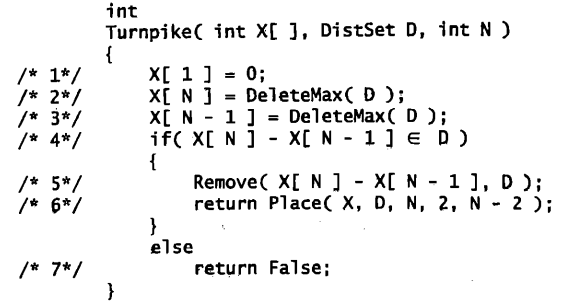 int
Turnpike( int X[ ], DistSet D, int N )
{
/* 1*/ X[ 1 ] = 0;
/* 2*/ X[ N ] = DeleteMax( D );
/* 3*/ X[ N - 1 ] = DeleteMax( D );
/* 4*/ if( X[ N ] - X[ N - 1 ] ∈ D )
{
/* 5*/ Remove( X[ N ] - X[ N - 1 ], D );
/* 6*/ return Place( X, D, N, 2, N - 2 );
}
else
/* 7*/ return False;
}